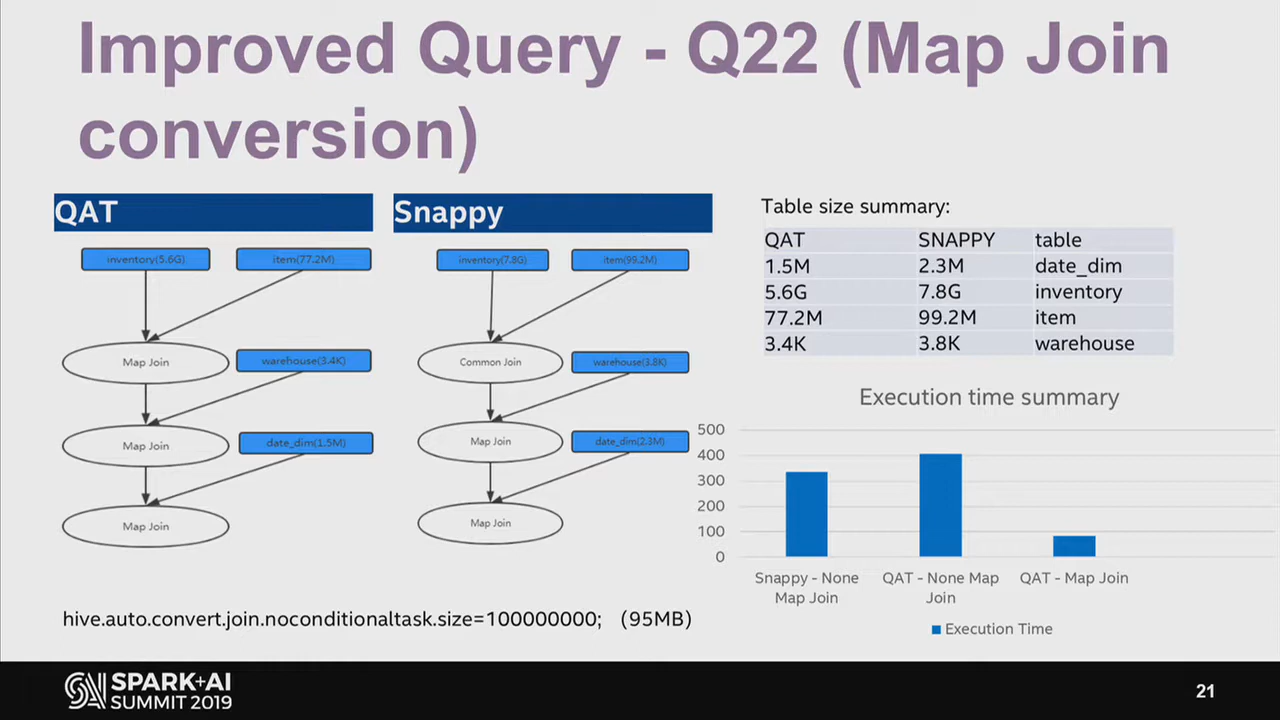 Improved Query - Q22 (Map Join
conversion)
QAT
inventory(5.6G)
item(77.2M)
Map Join
warehouse(3.4K)
Map Join
date_dim(1.5M)
Map Join
Snappy
inventory(7.8G)
item(99.2M)
Common Join
warehouse(3.8K)
Map Join
date_dim(2.3M)
Map Join
Table size summary:
QAT SNAPPY table
1.5M 2.3M date_dim
5.6G 7.8G inventory
77.2M 99.2M item
3.4K 3.8K warehouse
Execution time summary
500
400
300
200
100
0
Snappy - None
Map Join
QAT - None Map
Join
QAT - Map Join
Execution Time
hive.auto.convert.join.noconditionaltask.size=100000000; (95MB)
SPARK+AI
SUMMIT 2019
21